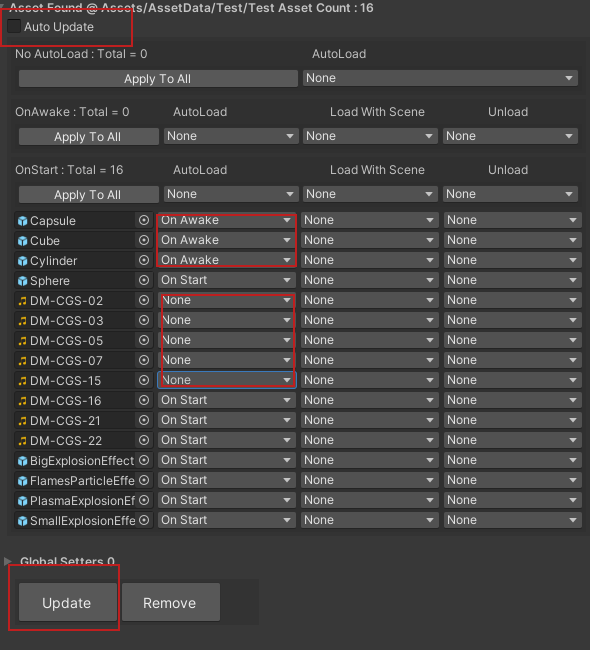 Asset Found @ Assets/AssetData/Test/Test Asset Count : 16
Auto Update
No AutoLoad : Total = 0 AutoLoad
Apply To All None
OnAwake : Total = 0 AutoLoad Load With Scene Unload
Apply To All None None None
OnStart : Total = 16 AutoLoad Load With Scene Unload
Apply To All None None None
Capsule On Awake None None
Cube On Awake None None
Cylinder On Awake None None
Sphere On Start None None
DM-CGS-02 None None None
DM-CGS-03 None None None
DM-CGS-05 None None None
DM-CGS-07 None None None
DM-CGS-15 None None None
DM-CGS-16 On Start None None
DM-CGS-21 On Start None None
DM-CGS-22 On Start None None
BigExplosionEffect On Start None None
FlamesParticleEffe On Start None None
PlasmaExplosionEf On Start None None
SmallExplosionEffe On Start None None
Global Setters 0
Update Remove